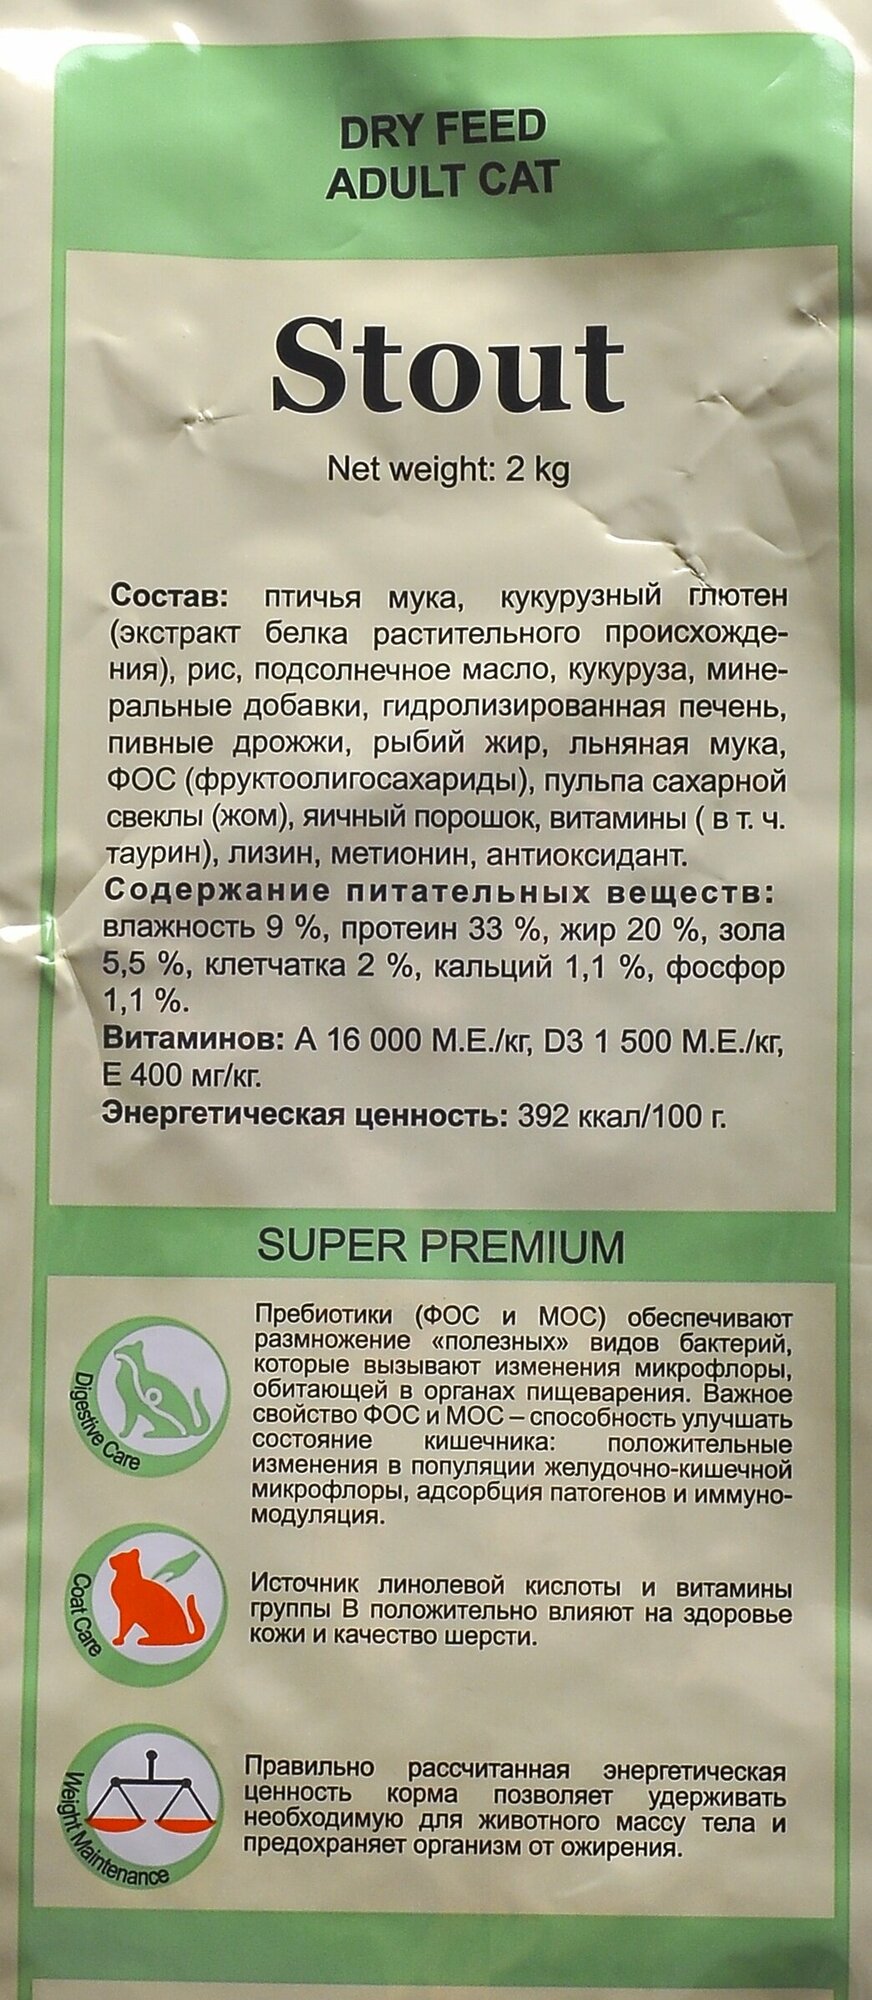 DRY FEED
ADULT CAT
Stout
Net weight: 2 kg
Состав: птичья мука, кукурузный глютен
(экстракт белка растительного происхожде-
ния), рис, подсолнечное масло, кукуруза, мине-
ральные добавки, гидролизированная печень,
пивные дрожжи, рыбий жир, льняная мука,
ФОС (фруктоолигосахариды), пульпа сахарной
свеклы (жом), яичный порошок, витамины ( в т. ч.
таурин), лизин, метионин, антиоксидант.
Содержание питательных веществ:
влажность 9 %, протеин 33 %, жир 20 %, зола
5,5 %, клетчатка 2 %, кальций 1,1 %, фосфор
1,1 %.
Витаминов: А 16 000 М.Е./кг, D3 1 500 М.Е./кг,
Е 400 мг/кг.
Энергетическая ценность: 392 ккал/100 г.
SUPER PREMIUM
Digestive Care
Пребиотики (ФОС и МОС) обеспечивают
размножение «полезных» видов бактерий,
которые вызывают изменения микрофлоры,
обитающей в органах пищеварения. Важное
свойство ФОС и МОС – способность улучшать
состояние кишечника: положительные
изменения в популяции желудочно-кишечной
микрофлоры, адсорбция патогенов и иммуно-
модуляция.
Coat Care
Источник линолевой кислоты и витамины
группы В положительно влияют на здоровье
кожи и качество шерсти.
Weight Maintenance
Правильно рассчитанная энергетическая
ценность корма позволяет удерживать
необходимую для животного массу тела и
предохраняет организм от ожирения.